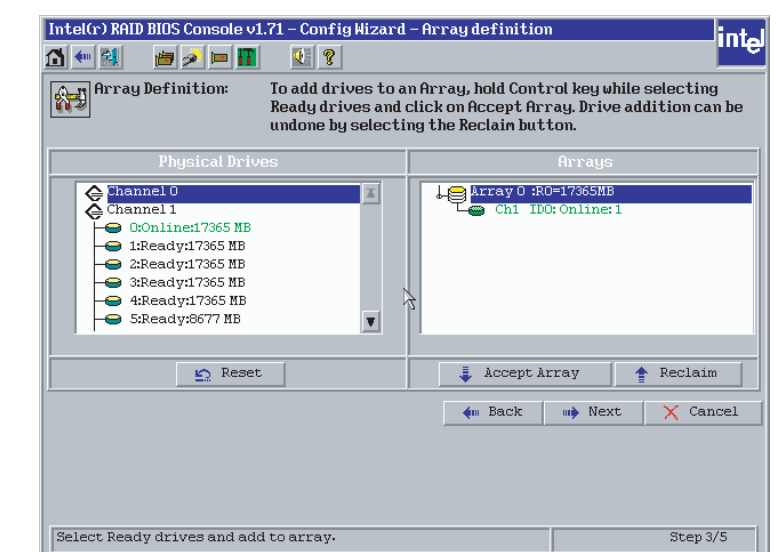 Intel(r) RAID BIOS Console v1.71 – Config Wizard – Array definition
intel
Array Definition:
To add drives to an Array, hold Control key while selecting
Ready drives and click on Accept Array. Drive addition can be
undone by selecting the Reclaim button.
Physical Drives
Channel 0
Channel 1
0:Online:17365 MB
1:Ready:17365 MB
2:Ready:17365 MB
3:Ready:17365 MB
4:Ready:17365 MB
5:Ready:8677 MB
Reset
Arrays
Array 0 :R0=17365MB
Ch1 ID0: Online:1
Accept Array
Reclaim
Back
Next
Cancel
Select Ready drives and add to array.
Step 3/5